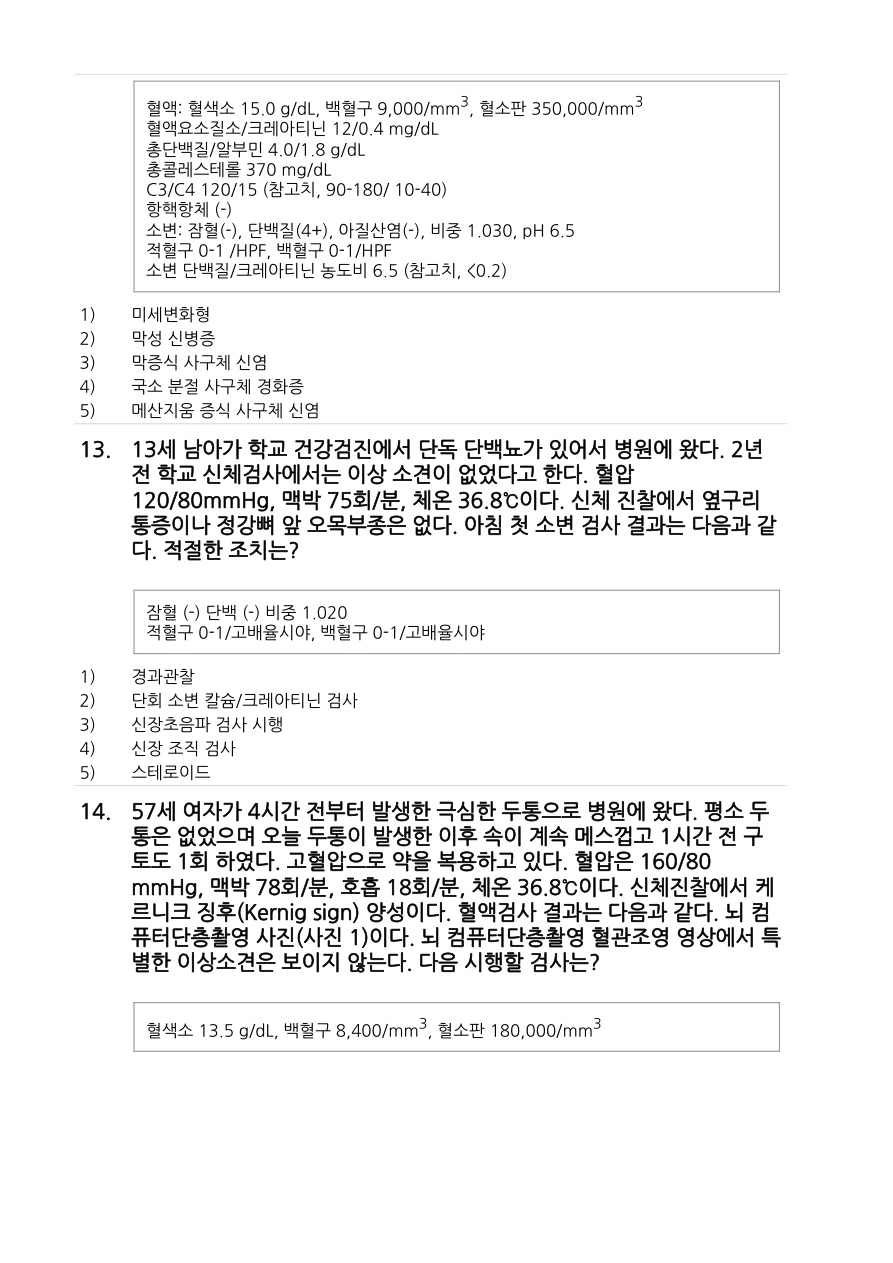 혈액: 혈색소 15.0 g/dL, 백혈구 9,000/mm3, 혈소판 350,000/mm3
혈액요소질소/크레아티닌 12/0.4 mg/dL
총단백질/알부민 4.0/1.8 g/dL
총콜레스테롤 370 mg/dL
C3/C4 120/15 (참고치, 90-180/ 10-40)
항핵항체 (-)
소변: 잠혈(-), 단백질(4+), 아질산염(-), 비중 1.030, pH 6.5
적혈구 0-1 /HPF, 백혈구 0-1/HPF
소변 단백질/크레아티닌 농도비 6.5 (참고치, <0.2)
1) 미세변화형
2) 막성 신병증
3) 막증식 사구체 신염
4) 국소 분절 사구체 경화증
5) 메산지움 증식 사구체 신염
13. 13세 남아가 학교 건강검진에서 단독 단백뇨가 있어서 병원에 왔다. 2년
전 학교 신체검사에서는 이상 소견이 없었다고 한다. 혈압
120/80mmHg, 맥박 75회/분, 체온 36.8℃이다. 신체 진찰에서 옆구리
통증이나 정강뼈 앞 오목부종은 없다. 아침 첫 소변 검사 결과는 다음과 같
다. 적절한 조치는?
잠혈 (-) 단백 (-) 비중 1.020
적혈구 0-1/고배율시야, 백혈구 0-1/고배율시야
1) 경과관찰
2) 단회 소변 칼슘/크레아티닌 검사
3) 신장초음파 검사 시행
4) 신장 조직 검사
5) 스테로이드
14. 57세 여자가 4시간 전부터 발생한 극심한 두통으로 병원에 왔다. 평소 두
통은 없었으며 오늘 두통이 발생한 이후 속이 계속 메스껍고 1시간 전 구
토도 1회 하였다. 고혈압으로 약을 복용하고 있다. 혈압은 160/80
mmHg, 맥박 78회/분, 호흡 18회/분, 체온 36.8℃이다. 신체진찰에서 케
르니크 징후(Kernig sign) 양성이다. 혈액검사 결과는 다음과 같다. 뇌 컴
퓨터단층촬영 사진(사진 1)이다. 뇌 컴퓨터단층촬영 혈관조영 영상에서 특
별한 이상소견은 보이지 않는다. 다음 시행할 검사는?
혈색소 13.5 g/dL, 백혈구 8,400/mm3, 혈소판 180,000/mm3